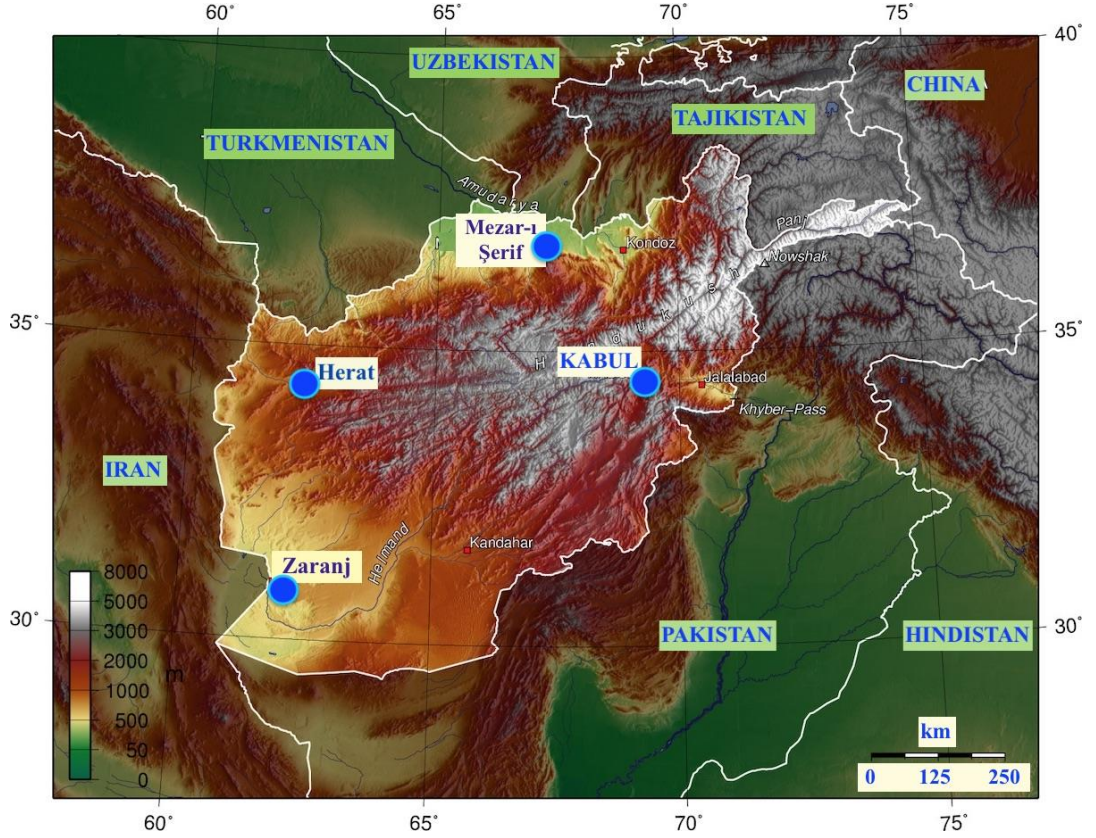 60°
65°
70°
75°
40°
UZBEKISTAN
CHINA
TAJIKISTAN
TURKMENISTAN
Amudarya
Mezar-ı
Şerif
Kondoz
Panj
Nowshak
35°
35°
KABUL
Herat
Jalalabad
Khyber-Pass
IRAN
Helmand
Kandahar
Zaranj
8000
5000
3000
2000
1000
500
50
0
m
30°
30°
PAKISTAN
HINDISTAN
km
0 125 250
60°
65°
70°
75°